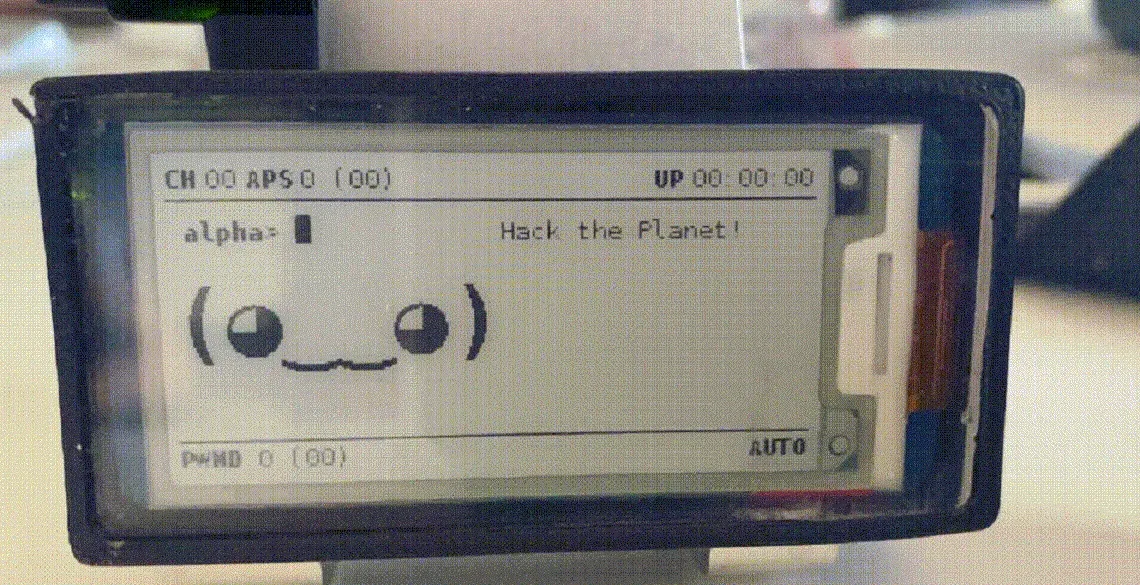 CH 00 APS 0 (00) UP 00:00:00
alpha> █ Hack the Planet!
(◕‿‿◕)
PWND 0 (00) AUTO